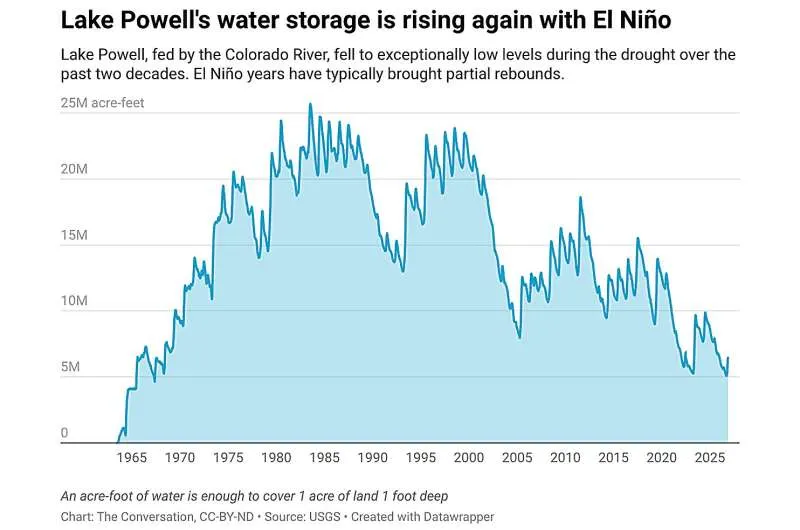 Lake Powell's water storage is rising again with El Niño
Lake Powell, fed by the Colorado River, fell to exceptionally low levels during the drought over the
past two decades. El Niño years have typically brought partial rebounds.
25M acre-feet
20M
15M
10M
5M
0
1965 1970 1975 1980 1985 1990 1995 2000 2005 2010 2015 2020 2025
An acre-foot of water is enough to cover 1 acre of land 1 foot deep
Chart: The Conversation, CC-BY-ND • Source: USGS • Created with Datawrapper